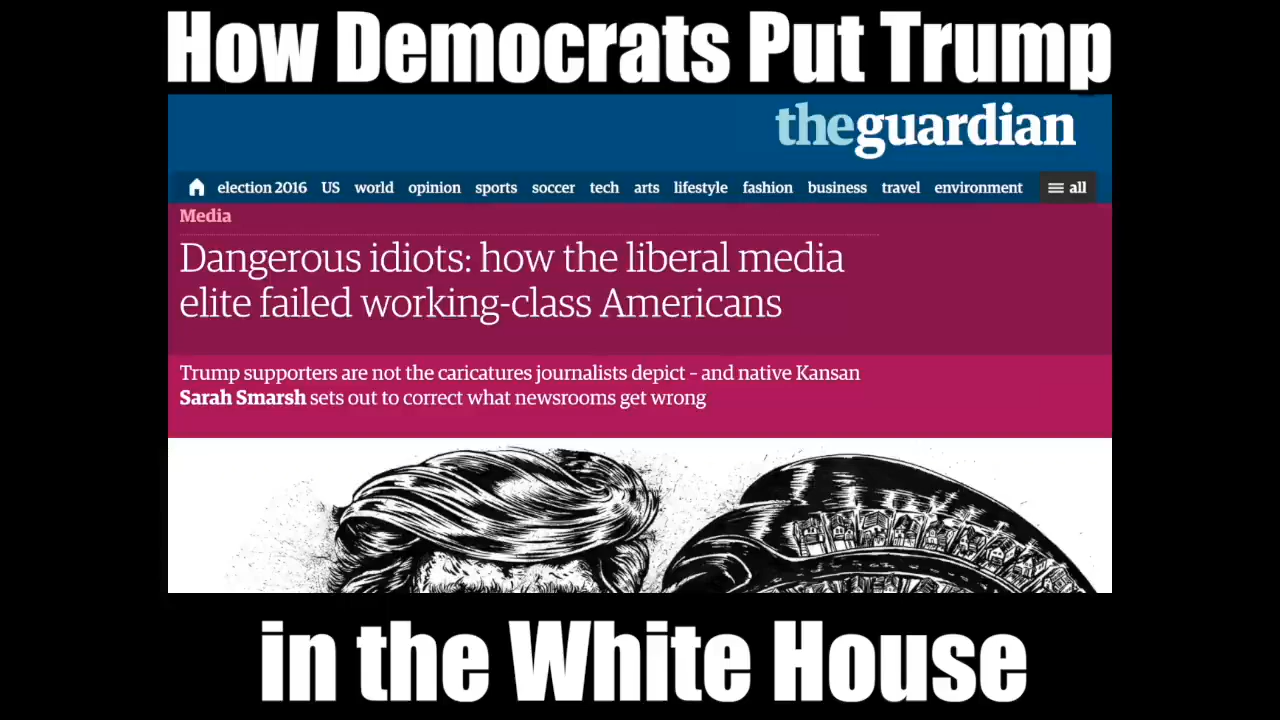 How Democrats Put Trump
theguardian
election 2016 US world opinion sports soccer tech arts lifestyle fashion business travel environment all
Media
Dangerous idiots: how the liberal media
elite failed working-class Americans
Trump supporters are not the caricatures journalists depict – and native Kansan
Sarah Smarsh sets out to correct what newsrooms get wrong
in the White House